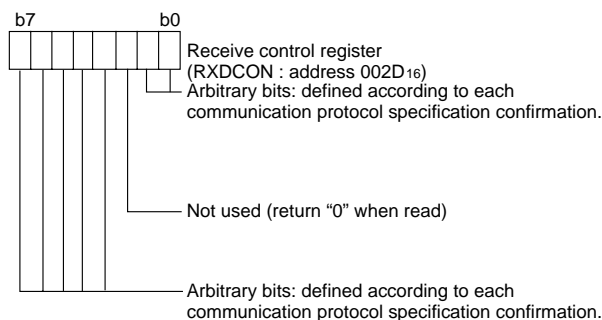 b7 b0
Receive control register
(RXDCON : address 002D16)
Arbitrary bits: defined according to each
communication protocol specification confirmation.
Not used (return “0” when read)
Arbitrary bits: defined according to each
communication protocol specification confirmation.